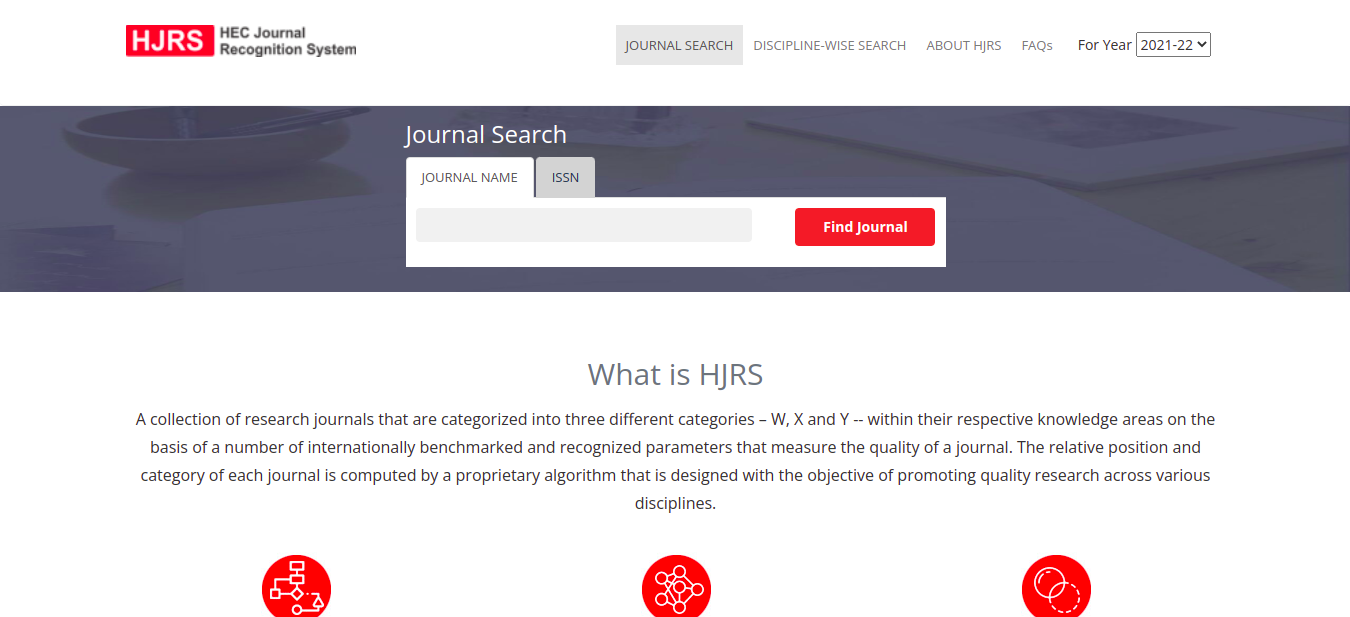 HJRS HEC Journal
Recognition System
JOURNAL SEARCH DISCIPLINE-WISE SEARCH ABOUT HJRS FAQs For Year 2021-22
Journal Search
JOURNAL NAME ISSN
Find Journal
What is HJRS
A collection of research journals that are categorized into three different categories – W, X and Y -- within their respective knowledge areas on the
basis of a number of internationally benchmarked and recognized parameters that measure the quality of a journal. The relative position and
category of each journal is computed by a proprietary algorithm that is designed with the objective of promoting quality research across various
disciplines.